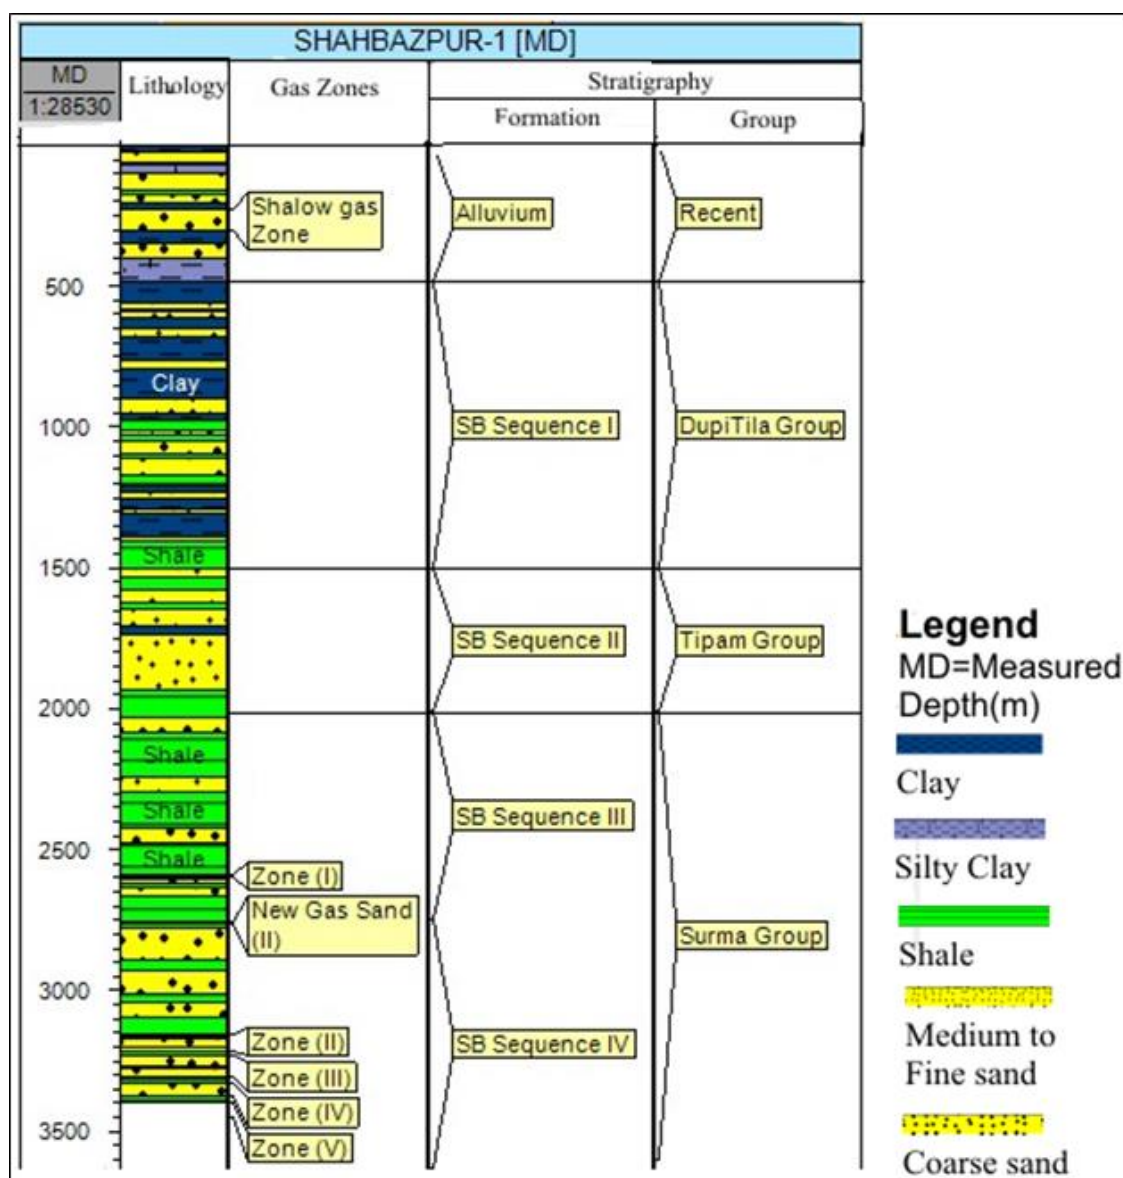 SHAHBAZPUR-1 [MD]
MD
1:28530
Lithology
Gas Zones
Stratigraphy
Formation
Group
Shalow gas
Zone
Alluvium
Recent
500
Clay
1000
SB Sequence I
DupiTila Group
Shale
1500
SB Sequence II
Tipam Group
2000
Shale
Shale
SB Sequence III
2500
Shale
Zone (I)
New Gas Sand
(II)
Surma Group
3000
Zone (II)
SB Sequence IV
Zone (III)
Zone (IV)
3500
Zone (V)
Legend
MD=Measured
Depth(m)
Clay
Silty Clay
Shale
Medium to
Fine sand
Coarse sand